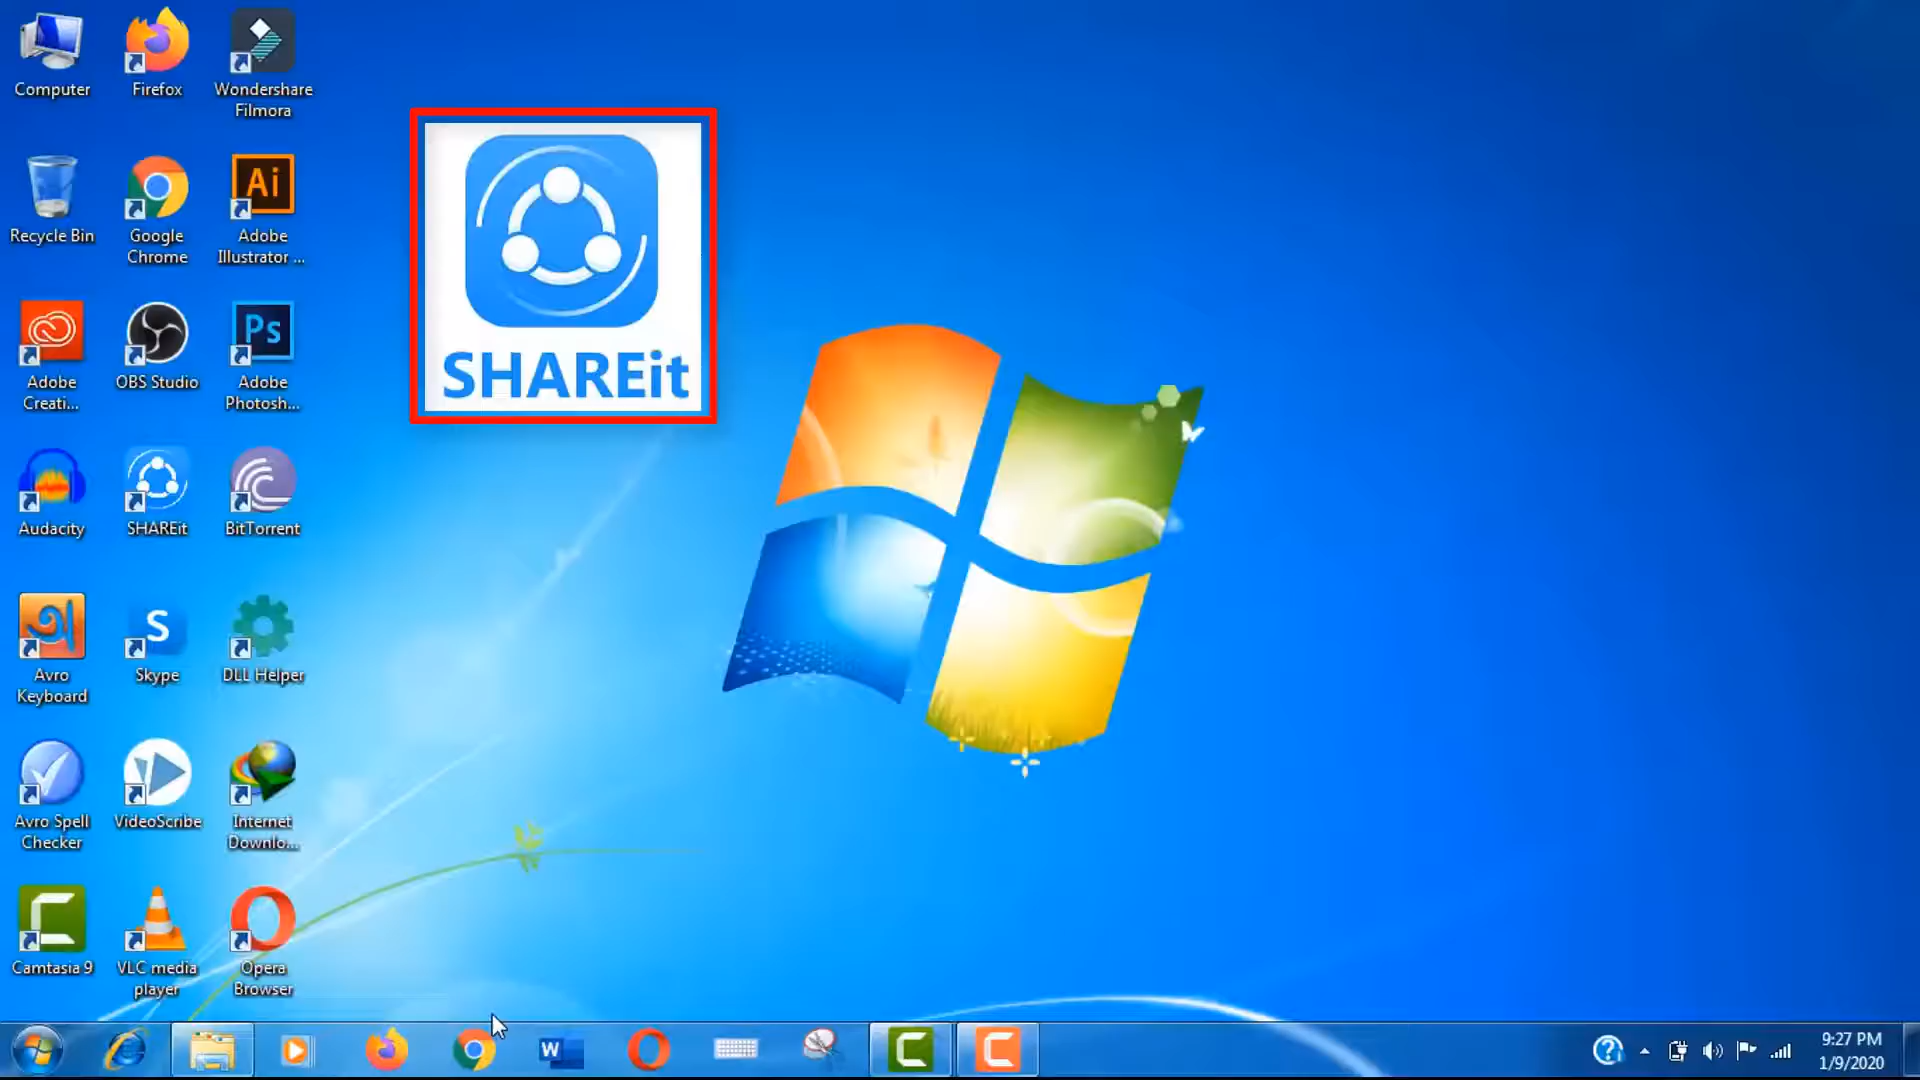 Computer
Firefox
Wondershare
Filmora
SHAREit
Recycle Bin
Google
Chrome
Ai
Adobe
Illustrator ...
Adobe
Creati...
OBS Studio
Ps
Adobe
Photosh...
Audacity
SHAREit
BitTorrent
Avro
Keyboard
S
Skype
DLL Helper
Avro Spell
Checker
VideoScribe
Internet
Downlo...
Camtasia 9
VLC media
player
Opera
Browser
W
9:27 PM
1/9/2020